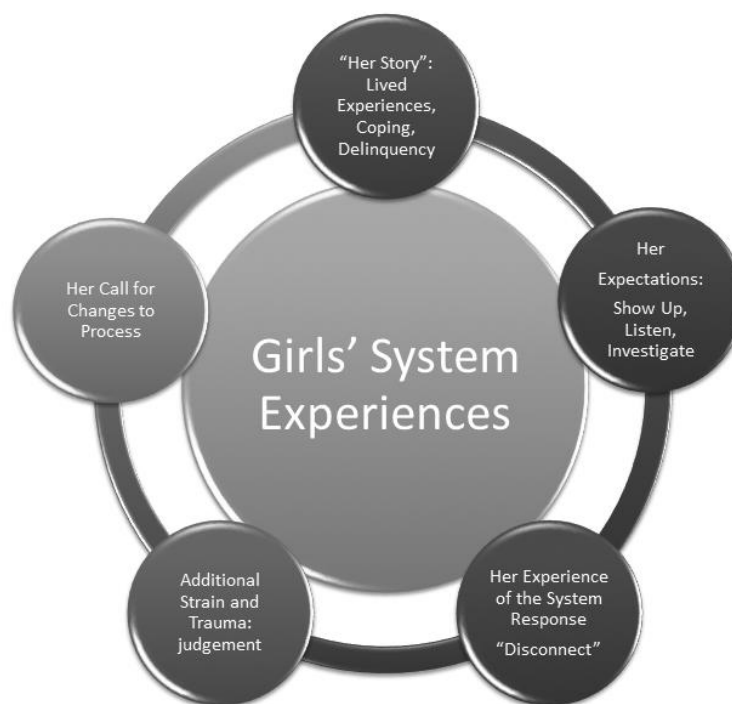 “Her Story”:
Lived
Experiences,
Coping,
Delinquency
Her
Expectations:
Show Up,
Listen,
Investigate
Her Experience
of the System
Response
“Disconnect”
Additional
Strain and
Trauma:
judgement
Her Call for
Changes to
Process
Girls’ System
Experiences